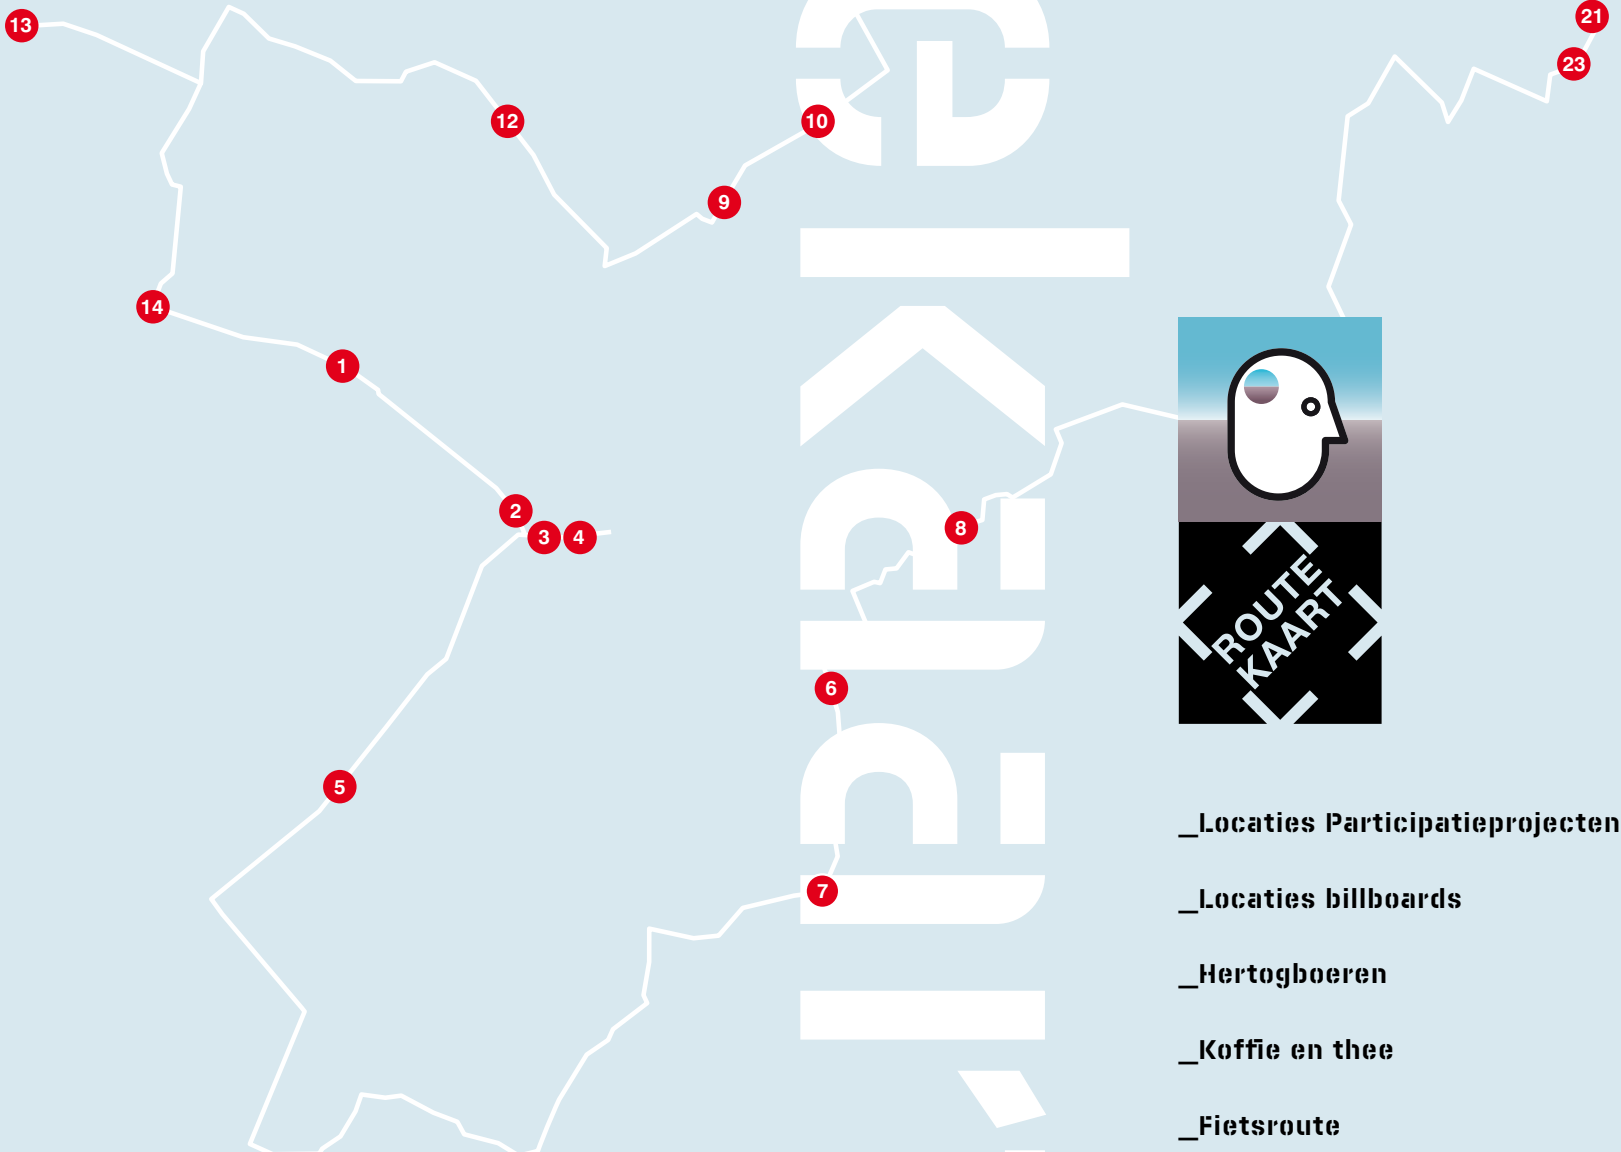 13
21
23
12
10
9
14
1
2
3
4
8
6
5
7
ROUTE
KAART
_Locaties Participatieprojecten
_Locaties billboards
_Hertogboeren
_Koffie en thee
_Fietsroute